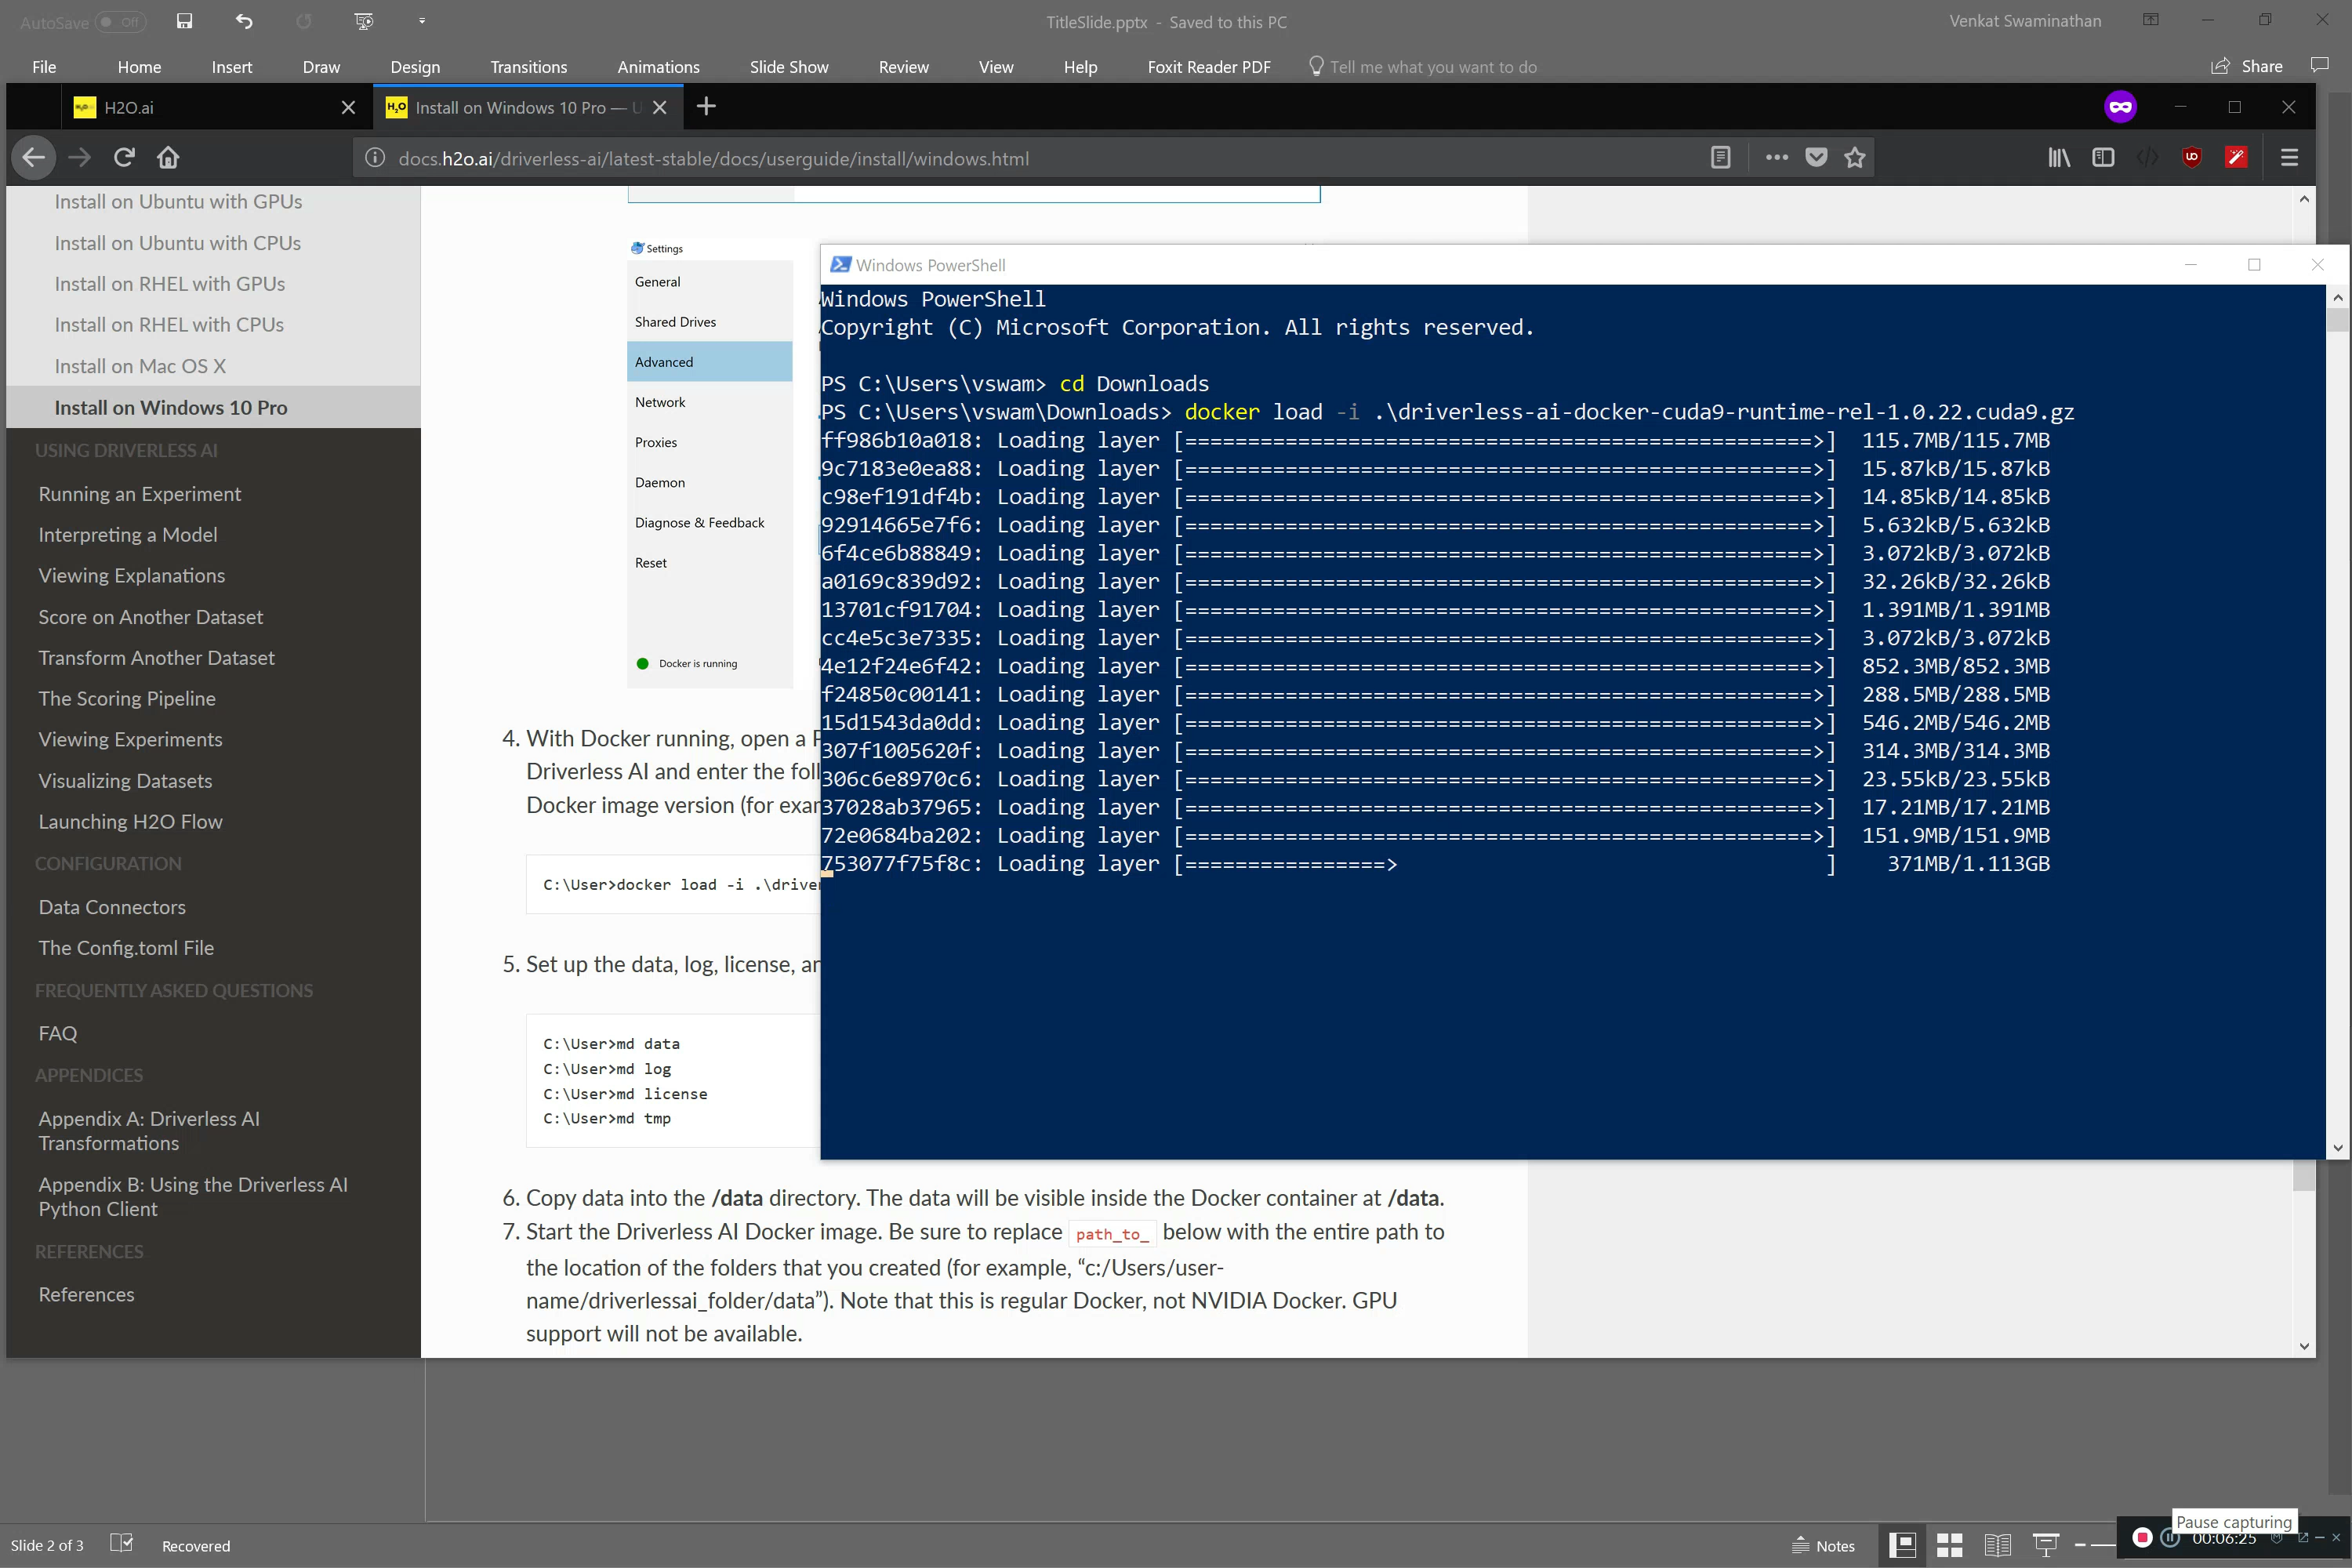 AutoSave Off
TitleSlide.pptx - Saved to this PC
Venkat Swaminathan
File Home Insert Draw Design Transitions Animations Slide Show Review View Help Foxit Reader PDF Tell me what you want to do Share
H2O.ai
H2O Install on Windows 10 Pro — U
docs.h2o.ai/driverless-ai/latest-stable/docs/userguide/install/windows.html
Install on Ubuntu with GPUs
Install on Ubuntu with CPUs
Install on RHEL with GPUs
Install on RHEL with CPUs
Install on Mac OS X
Install on Windows 10 Pro
USING DRIVERLESS AI
Running an Experiment
Interpreting a Model
Viewing Explanations
Score on Another Dataset
Transform Another Dataset
The Scoring Pipeline
Viewing Experiments
Visualizing Datasets
Launching H2O Flow
CONFIGURATION
Data Connectors
The Config.toml File
FREQUENTLY ASKED QUESTIONS
FAQ
APPENDICES
Appendix A: Driverless AI
Transformations
Appendix B: Using the Driverless AI
Python Client
REFERENCES
References
Settings
General
Shared Drives
Advanced
Network
Proxies
Daemon
Diagnose & Feedback
Reset
Docker is running
4. With Docker running, open a P
Driverless AI and enter the foll
Docker image version (for exam
C:\User>docker load -i .\driver
5. Set up the data, log, license, an
C:\User>md data
C:\User>md log
C:\User>md license
C:\User>md tmp
6. Copy data into the /data directory. The data will be visible inside the Docker container at /data.
7. Start the Driverless AI Docker image. Be sure to replace path_to_ below with the entire path to
the location of the folders that you created (for example, “c:/Users/user-
name/driverlessai_folder/data”). Note that this is regular Docker, not NVIDIA Docker. GPU
support will not be available.
Windows PowerShell
Windows PowerShell
Copyright (C) Microsoft Corporation. All rights reserved.
PS C:\Users\vswam> cd Downloads
PS C:\Users\vswam\Downloads> docker load -i .\driverless-ai-docker-cuda9-runtime-rel-1.0.22.cuda9.gz
ff986b10a018: Loading layer [==================================================>] 115.7MB/115.7MB
9c7183e0ea88: Loading layer [==================================================>] 15.87kB/15.87kB
c98ef191df4b: Loading layer [==================================================>] 14.85kB/14.85kB
92914665e7f6: Loading layer [==================================================>] 5.632kB/5.632kB
6f4ce6b88849: Loading layer [==================================================>] 3.072kB/3.072kB
a0169c839d92: Loading layer [==================================================>] 32.26kB/32.26kB
13701cf91704: Loading layer [==================================================>] 1.391MB/1.391MB
cc4e5c3e7335: Loading layer [==================================================>] 3.072kB/3.072kB
4e12f24e6f42: Loading layer [==================================================>] 852.3MB/852.3MB
f24850c00141: Loading layer [==================================================>] 288.5MB/288.5MB
15d1543da0dd: Loading layer [==================================================>] 546.2MB/546.2MB
307f1005620f: Loading layer [==================================================>] 314.3MB/314.3MB
306c6e8970c6: Loading layer [==================================================>] 23.55kB/23.55kB
37028ab37965: Loading layer [==================================================>] 17.21MB/17.21MB
72e0684ba202: Loading layer [==================================================>] 151.9MB/151.9MB
753077f75f8c: Loading layer [================> ] 371MB/1.113GB
Slide 2 of 3 Recovered Notes
Pause capturing
00:06:25